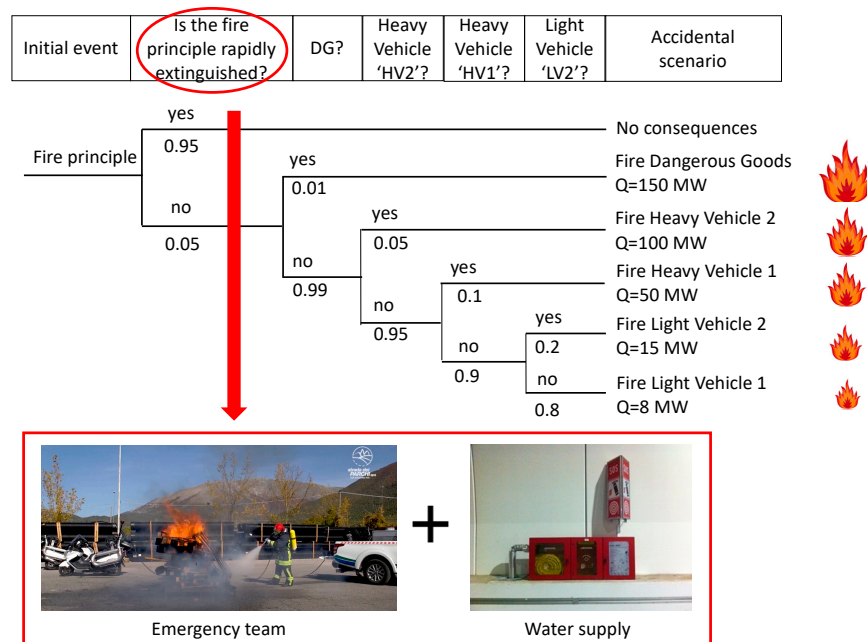 Initial event
Is the fire
principle rapidly
extinguished?
DG?
Heavy
Vehicle
'HV2'?
Heavy
Vehicle
'HV1'?
Light
Vehicle
'LV2'?
Accidental
scenario
yes
0.95
No consequences
Fire principle
yes
0.01
Fire Dangerous Goods
Q=150 MW
no
0.05
yes
0.05
Fire Heavy Vehicle 2
Q=100 MW
no
0.99
yes
0.1
Fire Heavy Vehicle 1
Q=50 MW
no
0.95
yes
0.2
Fire Light Vehicle 2
Q=15 MW
no
0.9
no
0.8
Fire Light Vehicle 1
Q=8 MW
PARCHI
SOS
Emergency team
Water supply